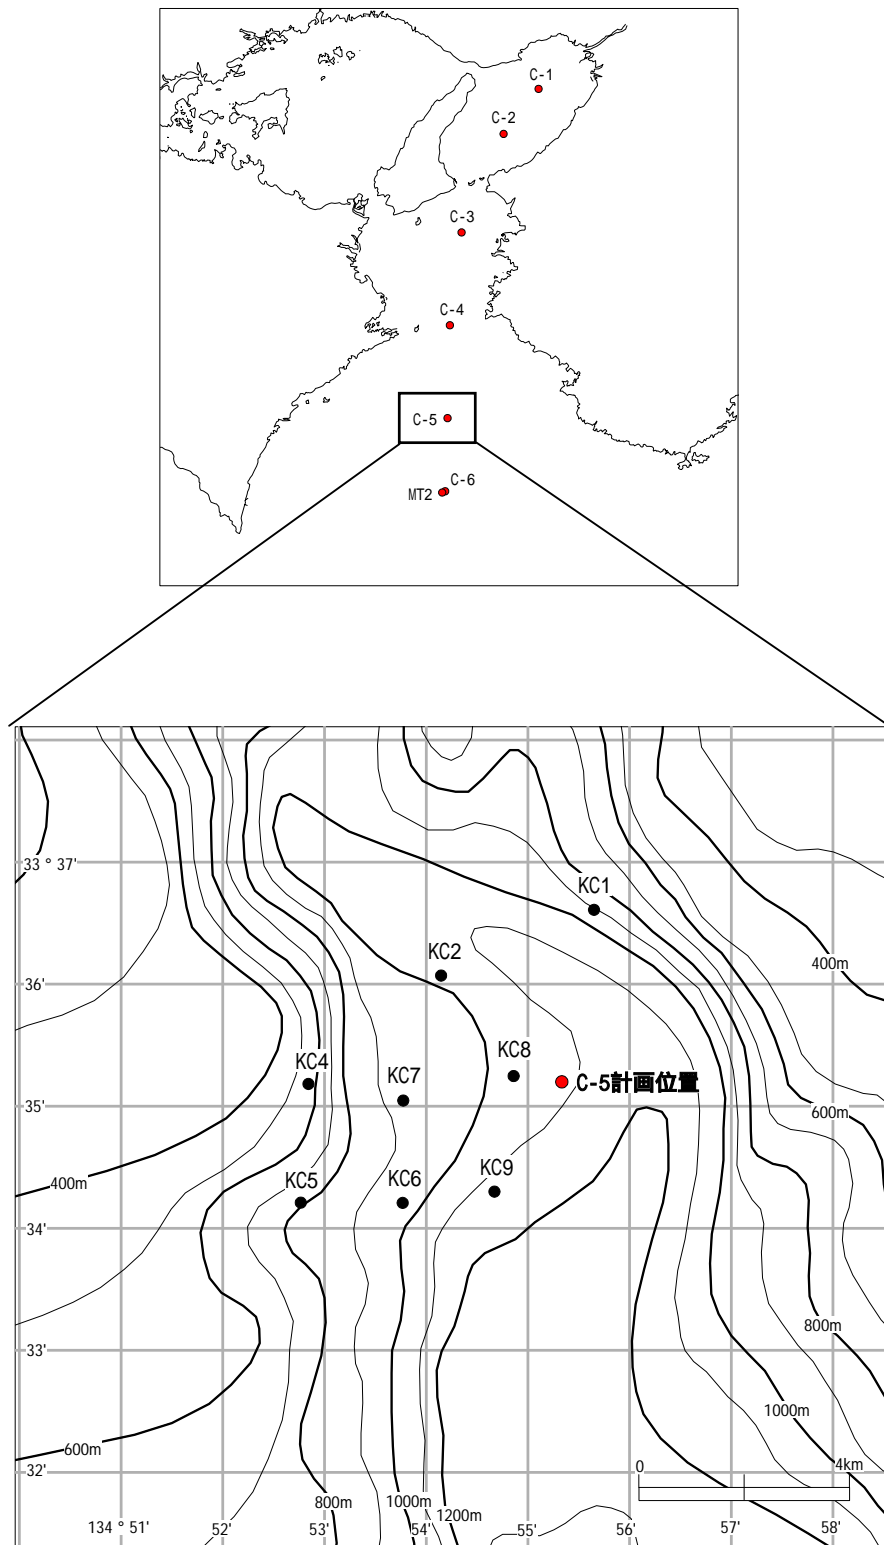 C-1
C-2
C-3
C-4
C-5
C-6
MT2
33 ° 37'
KC1
400m
KC2
36'
KC4
KC7
KC8
C-5計画位置
35'
600m
400m
KC5
KC6
KC9
34'
33'
800m
1000m
600m
32'
0
4km
800m
1000m
1200m
134 ° 51'
52'
53'
54'
55'
56'
57'
58'